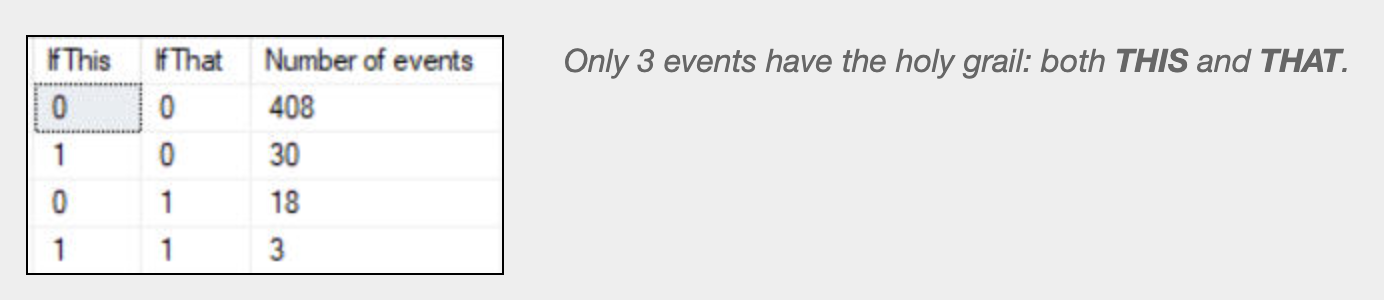 IfThis IfThat Number of events
0 0 408
1 0 30
0 1 18
1 1 3
Only 3 events have the holy grail: both THIS and THAT.